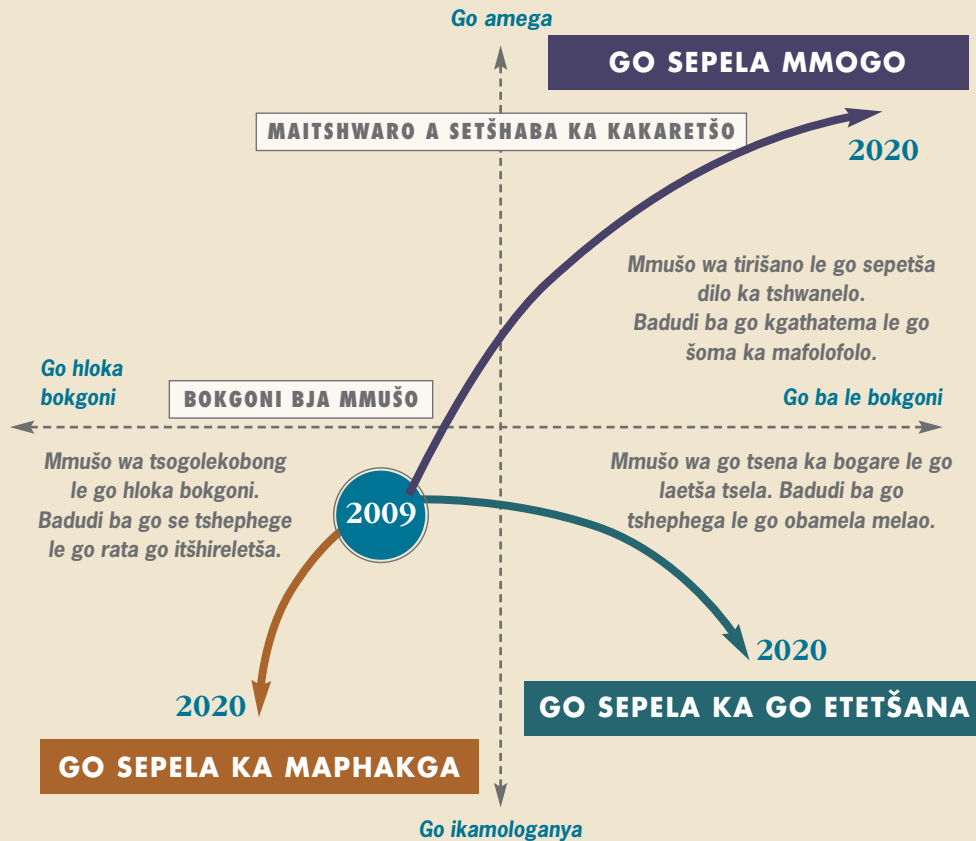 Go amega
GO SEPELA MMOGO
MAITSHWARO A SETŠHABA KA KAKARETŠO
2020
Mmušo wa tirišano le go sepetša
dilo ka tshwanelo.
Badudi ba go kgathatema le go
šoma ka mafolofolo.
Go hloka
bokgoni
BOKGONI BJA MMUŠO
Go ba le bokgoni
Mmušo wa tsogolekobong
le go hloka bokgoni.
Badudi ba go se tshephege
le go rata go itšhireletša.
2009
Mmušo wa go tsena ka bogare le go
laetša tsela. Badudi ba go
tshephega le go obamela melao.
2020
GO SEPELA KA GO ETETŠANA
2020
GO SEPELA KA MAPHAKGA
Go ikamologanya